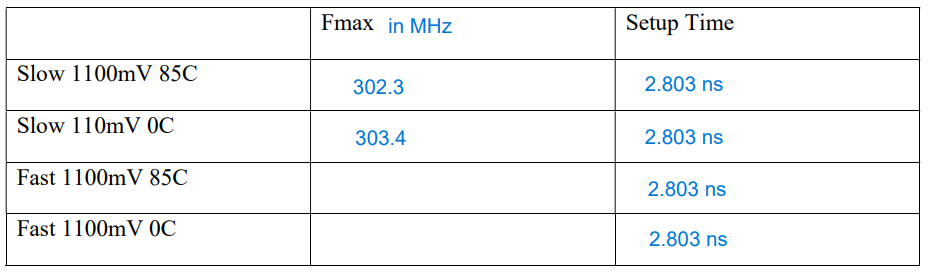 Fmax in MHz Setup Time
Slow 1100mV 85C 302.3 2.803 ns
Slow 110mV 0C 303.4 2.803 ns
Fast 1100mV 85C 2.803 ns
Fast 1100mV 0C 2.803 ns